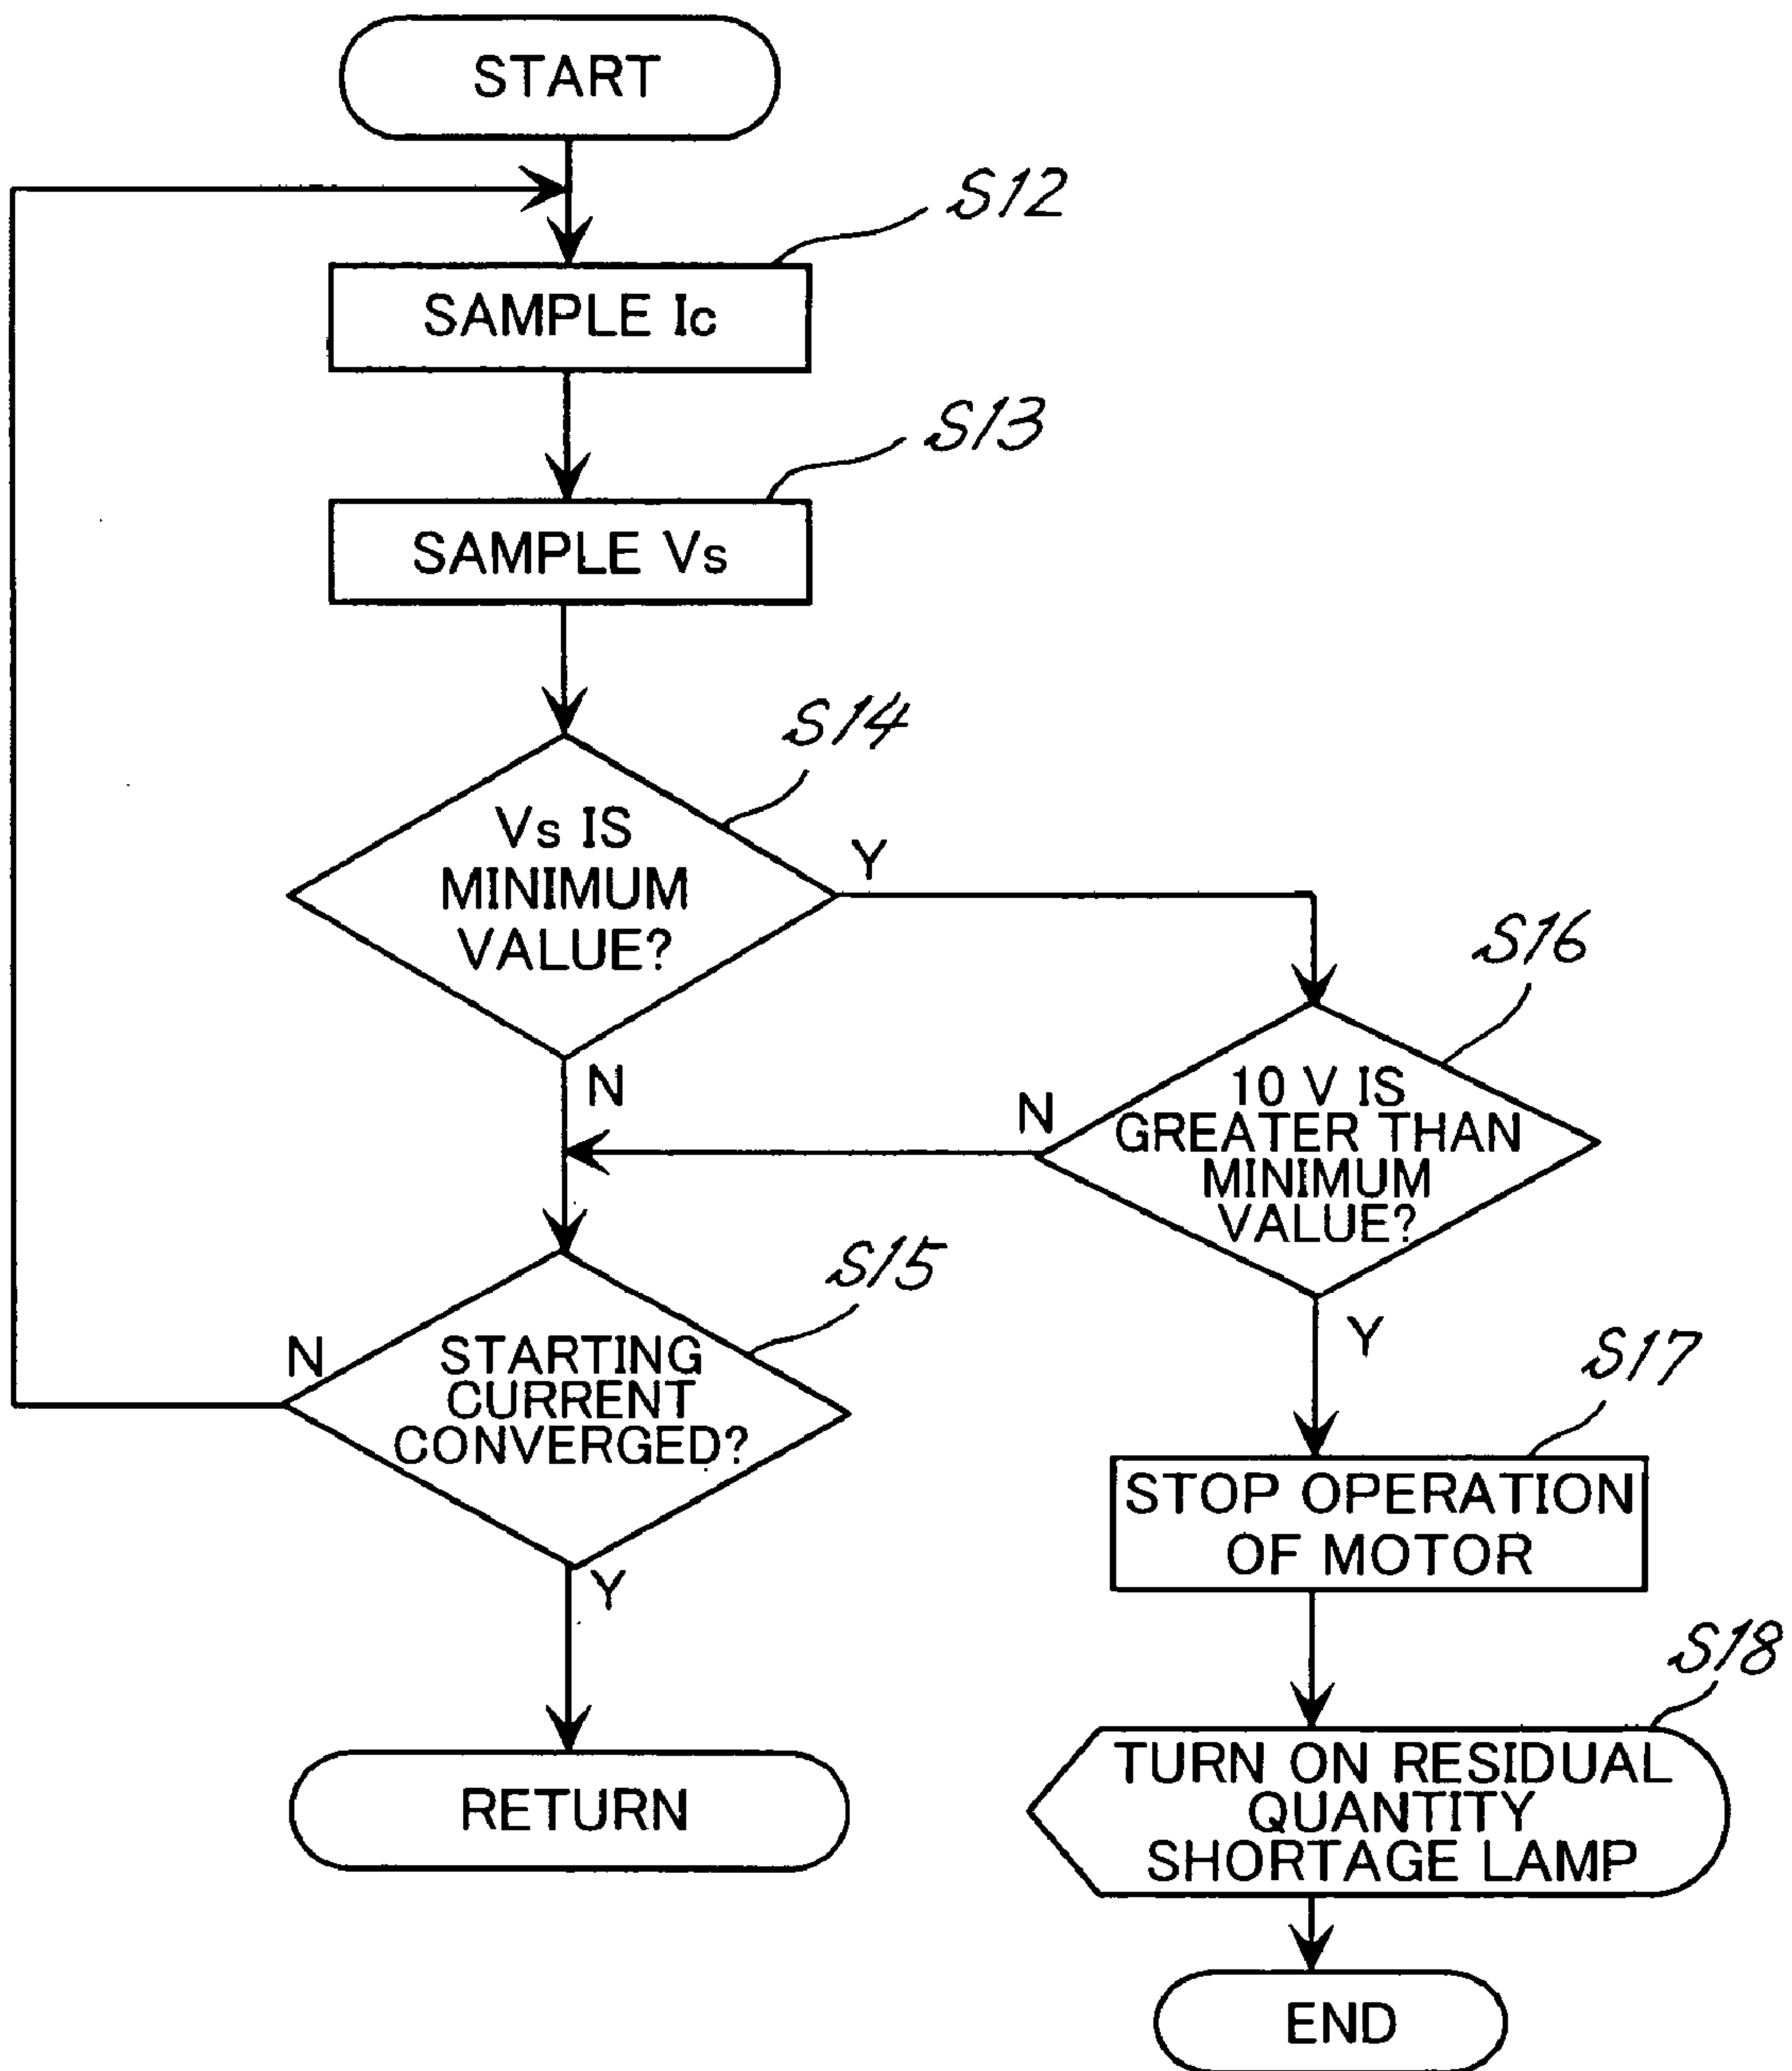 START
S12
SAMPLE Ic
S13
SAMPLE Vs
S14
Vs IS
MINIMUM
VALUE?
Y
N
S16
10 V IS
GREATER THAN
MINIMUM
VALUE?
N
Y
S15
STARTING
CURRENT
CONVERGED?
N
Y
S17
STOP OPERATION
OF MOTOR
S18
TURN ON RESIDUAL
QUANTITY
SHORTAGE LAMP
RETURN
END